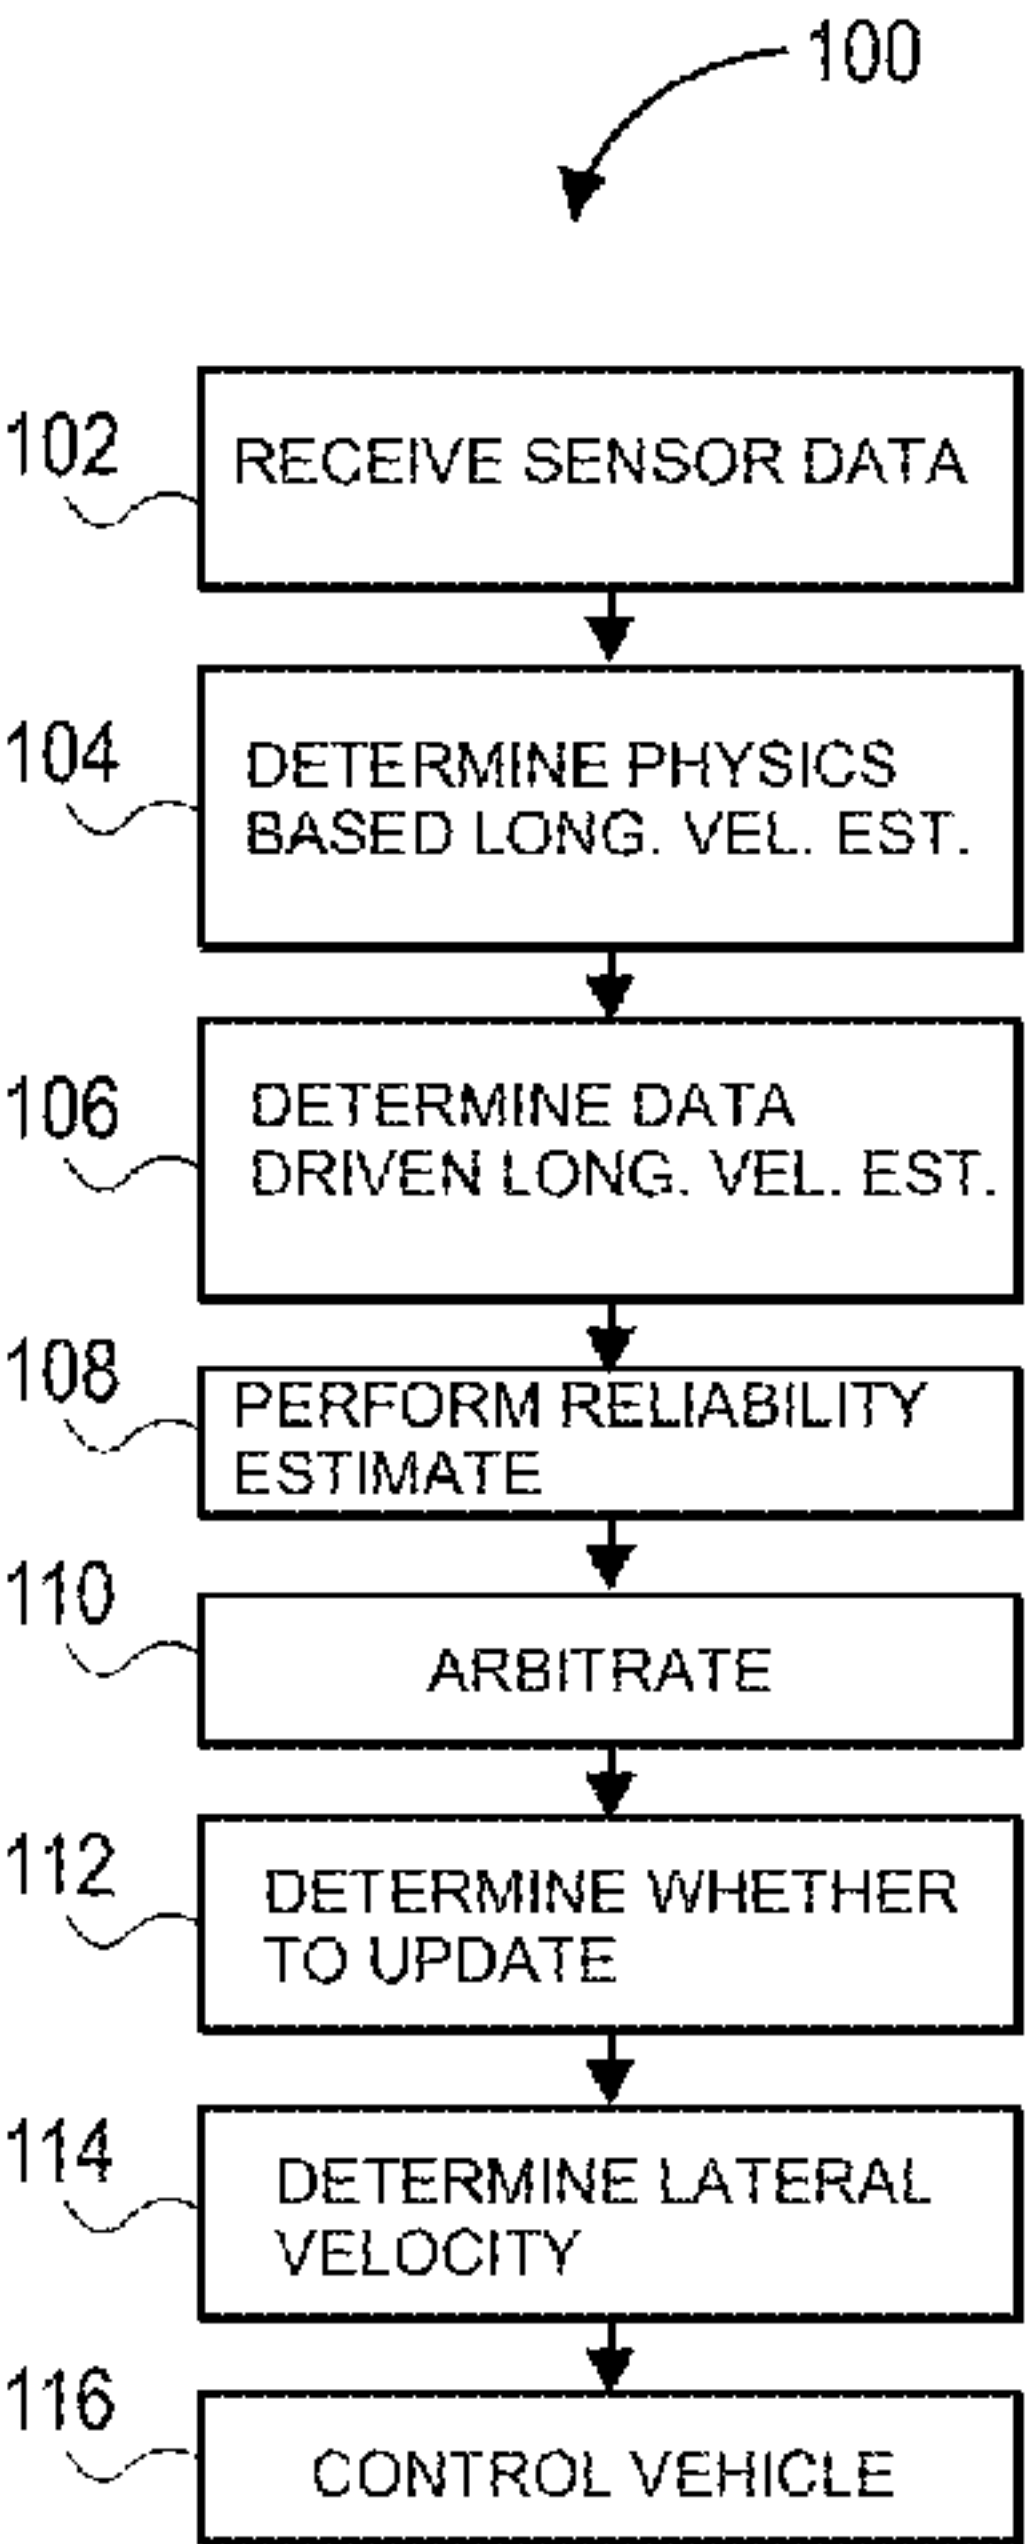 100
102
RECEIVE SENSOR DATA
104
DETERMINE PHYSICS
BASED LONG. VEL. EST.
106
DETERMINE DATA
DRIVEN LONG. VEL. EST.
108
PERFORM RELIABILITY
ESTIMATE
110
ARBITRATE
112
DETERMINE WHETHER
TO UPDATE
114
DETERMINE LATERAL
VELOCITY
116
CONTROL VEHICLE